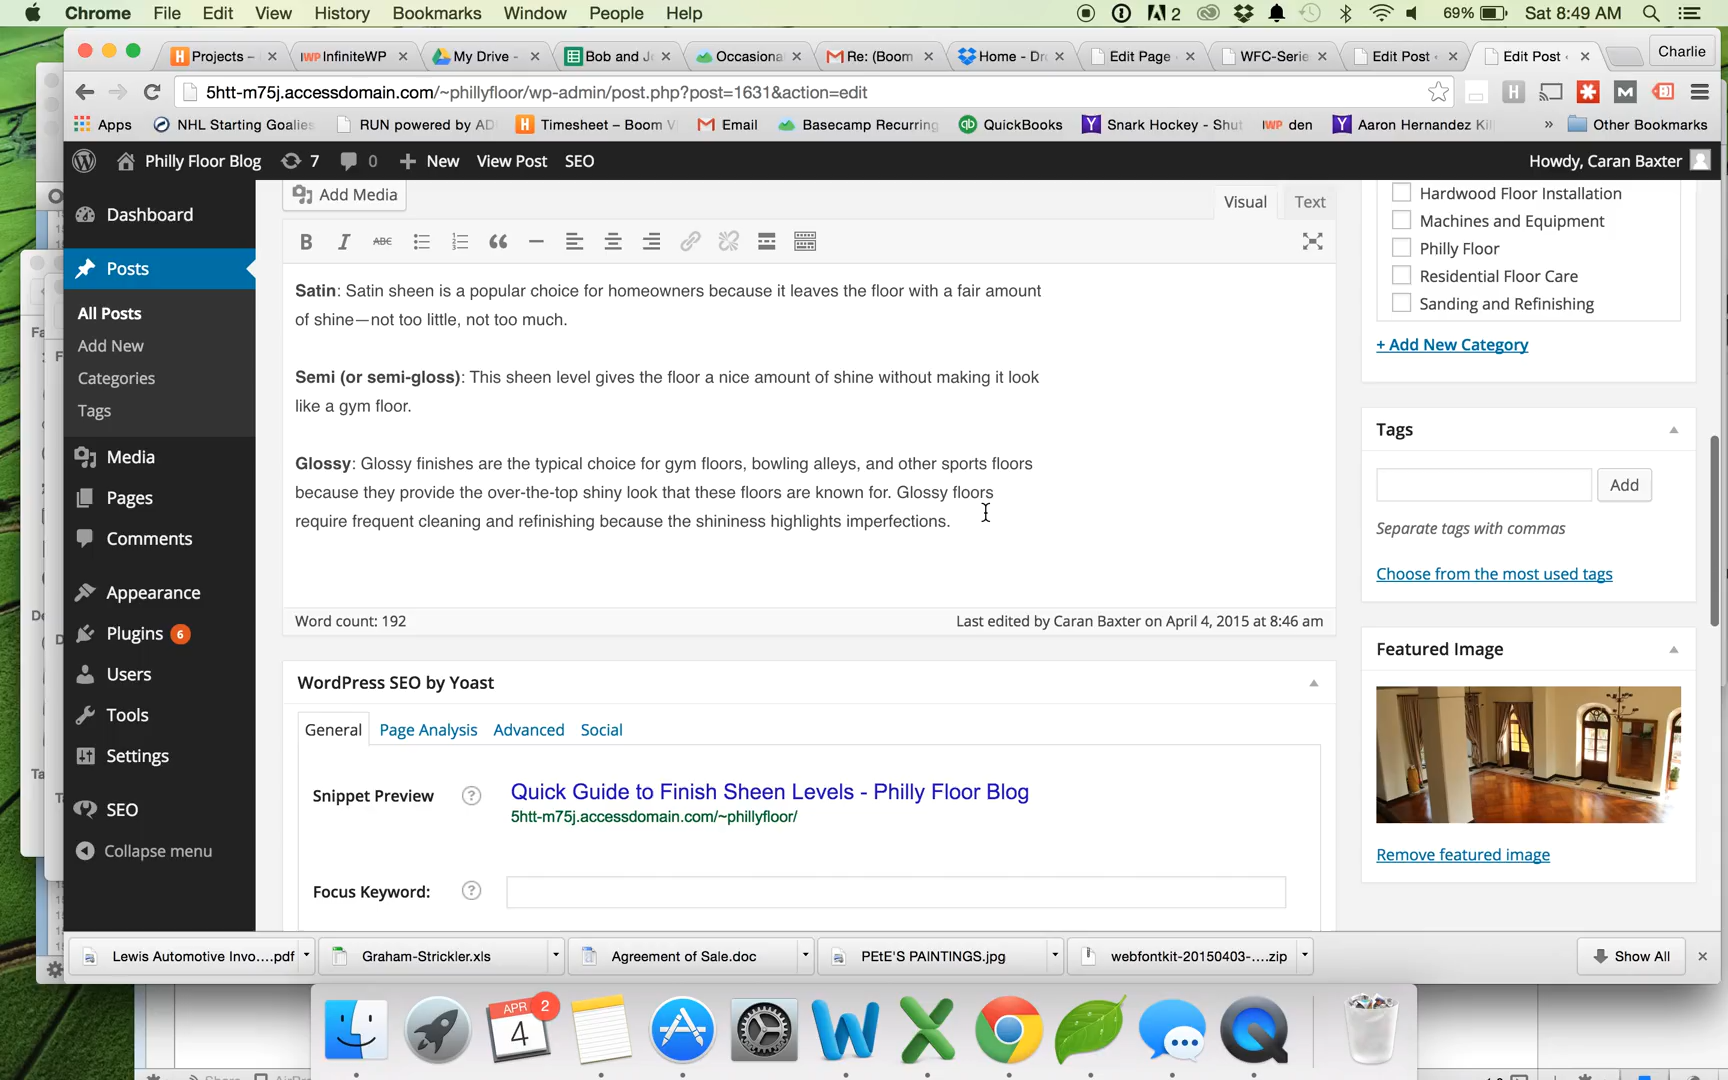 Chrome File Edit View History Bookmarks Window People Help 2 69% Sat 8:49 AM
Projects – InfiniteWP My Drive - Bob and Jo Occasiona Re: (Boom Home - Dro Edit Page WFC-Serie Edit Post Edit Post Charlie
5htt-m75j.accessdomain.com/~phillyfloor/wp-admin/post.php?post=1631&action=edit
Apps NHL Starting Goalies RUN powered by AD Timesheet – Boom V Email Basecamp Recurring QuickBooks Snark Hockey - Shut den Aaron Hernandez Kil » Other Bookmarks
Philly Floor Blog 7 0 New View Post SEO Howdy, Caran Baxter
Dashboard
Posts
All Posts
Add New
Categories
Tags
Media
Pages
Comments
Appearance
Plugins 6
Users
Tools
Settings
SEO
Collapse menu
Add Media
Visual Text
B I ABC
Satin: Satin sheen is a popular choice for homeowners because it leaves the floor with a fair amount
of shine—not too little, not too much.
Semi (or semi-gloss): This sheen level gives the floor a nice amount of shine without making it look
like a gym floor.
Glossy: Glossy finishes are the typical choice for gym floors, bowling alleys, and other sports floors
because they provide the over-the-top shiny look that these floors are known for. Glossy floors
require frequent cleaning and refinishing because the shininess highlights imperfections.
Word count: 192 Last edited by Caran Baxter on April 4, 2015 at 8:46 am
WordPress SEO by Yoast
General Page Analysis Advanced Social
Snippet Preview ? Quick Guide to Finish Sheen Levels - Philly Floor Blog
5htt-m75j.accessdomain.com/~phillyfloor/
Focus Keyword: ?
Hardwood Floor Installation
Machines and Equipment
Philly Floor
Residential Floor Care
Sanding and Refinishing
+ Add New Category
Tags
Add
Separate tags with commas
Choose from the most used tags
Featured Image
Remove featured image
Lewis Automotive Invo....pdf Graham-Strickler.xls Agreement of Sale.doc PEtE'S PAINTINGS.jpg webfontkit-20150403-....zip Show All
APR 2
4